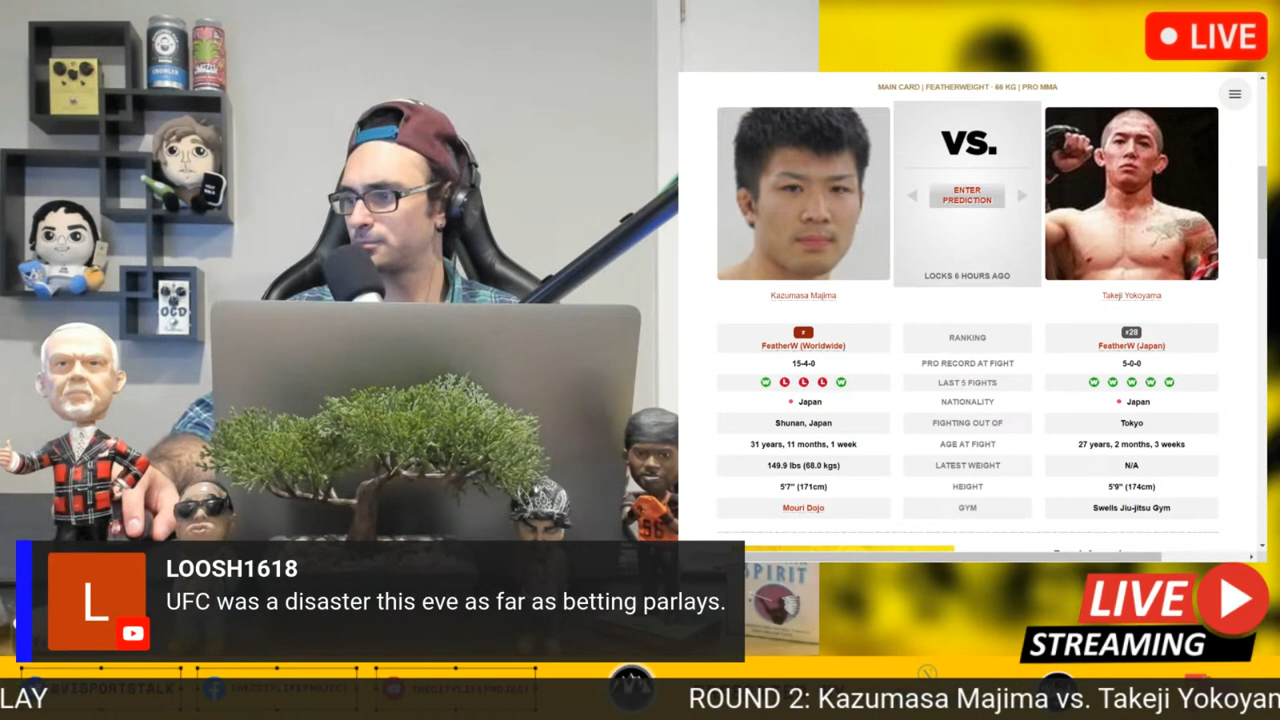 LIVE
MAIN CARD | FEATHERWEIGHT · 66 KG | PRO MMA
VS.
ENTER
PREDICTION
LOCKS 6 HOURS AGO
Kazumasa Majima
Takeji Yokoyama
RANKING
#28
FeatherW (Worldwide)
FeatherW (Japan)
15-4-0
PRO RECORD AT FIGHT
5-0-0
W L L L W
LAST 5 FIGHTS
W W W W W
Japan
NATIONALITY
Japan
Shunan, Japan
FIGHTING OUT OF
Tokyo
31 years, 11 months, 1 week
AGE AT FIGHT
27 years, 2 months, 3 weeks
149.9 lbs (68.0 kgs)
LATEST WEIGHT
N/A
5'7" (171cm)
HEIGHT
5'9" (174cm)
Mouri Dojo
GYM
Swells Jiu-jitsu Gym
OCD
SPIRIT
L
LOOSH1618
UFC was a disaster this eve as far as betting parlays.
LIVE
STREAMING
THECITYLIFEPROJECT
THECITYLIFEPROJECT
LAY
ROUND 2: Kazumasa Majima vs. Takeji Yokoyan